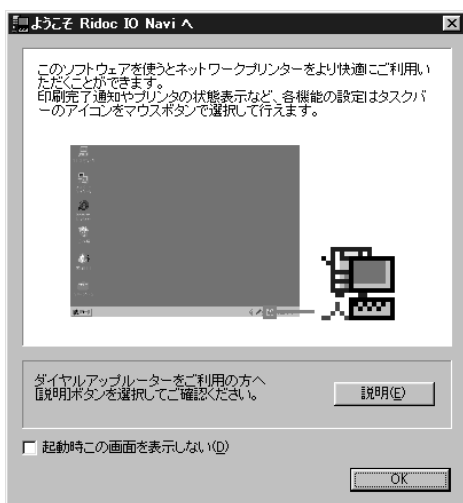 ようこそ Ridoc IO Navi へ
このソフトウェアを使うとネットワークプリンターをより快適にご利用い
ただくことができます。
印刷完了通知やプリンタの状態表示など、各機能の設定はタスクバ
ーのアイコンをマウスボタンで選択して行えます。
ダイヤルアップルーターをご利用の方へ
[説明]ボタンを選択してご確認ください。
説明(E)
起動時この画面を表示しない(D)
OK